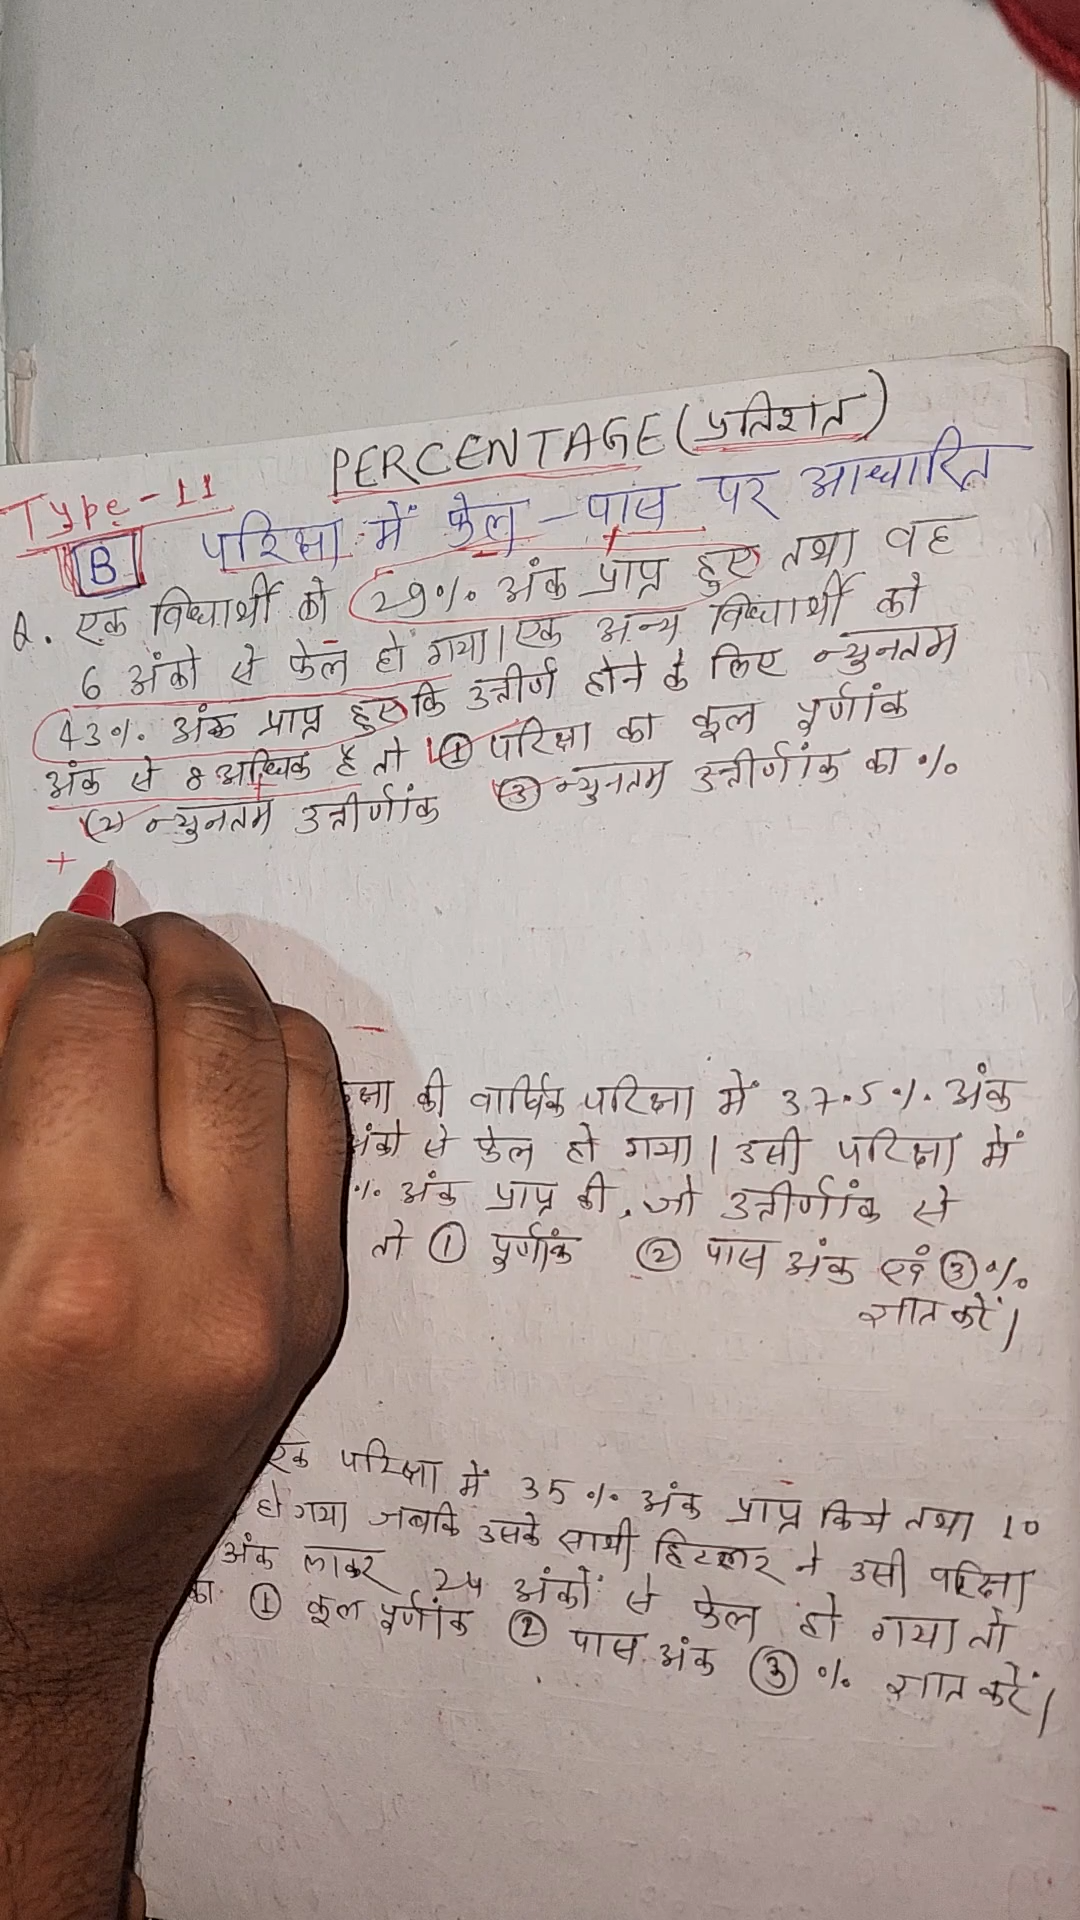 PERCENTAGE (प्रतिशत)
Type - 11
B परिक्षा में फेल - पास पर आधारित
Q. एक विधार्थी को 29% अंक प्राप्त हुए तथा वह
6 अंको से फेल हो गया। एक अन्य विधार्थी को
43% अंक प्राप्त हुए कि उत्तीर्ण होने के लिए न्युनतम
अंक से 8 अधिक है तो ① परिक्षा का कुल पूर्णांक
② न्युनतम उत्तीर्णांक ③ न्युनतम उत्तीर्णांक का %
+
क्षा की वार्षिक परिक्षा में 37.5% अंक
अंको से फेल हो गया। उसी परिक्षा में
% अंक प्राप्त की, जो उत्तीर्णांक से
तो ① पूर्णांक ② पास अंक एवं ③ %
ज्ञात करें।
एक परिक्षा में 35% अंक प्राप्त किये तथा 10
हो गया जबकि उसके साथी हिटलर ने उसी परिक्षा
अंक लाकर 24 अंकों से फेल हो गया तो
का ① कुल पूर्णांक ② पास अंक ③ % ज्ञात करें।